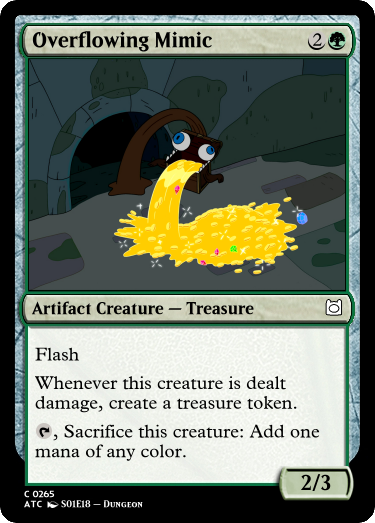 Overflowing Mimic 2
Artifact Creature — Treasure
Flash
Whenever this creature is dealt
damage, create a treasure token.
, Sacrifice this creature: Add one
mana of any color.
2/3
C 0265
ATC S01E18 – Dungeon